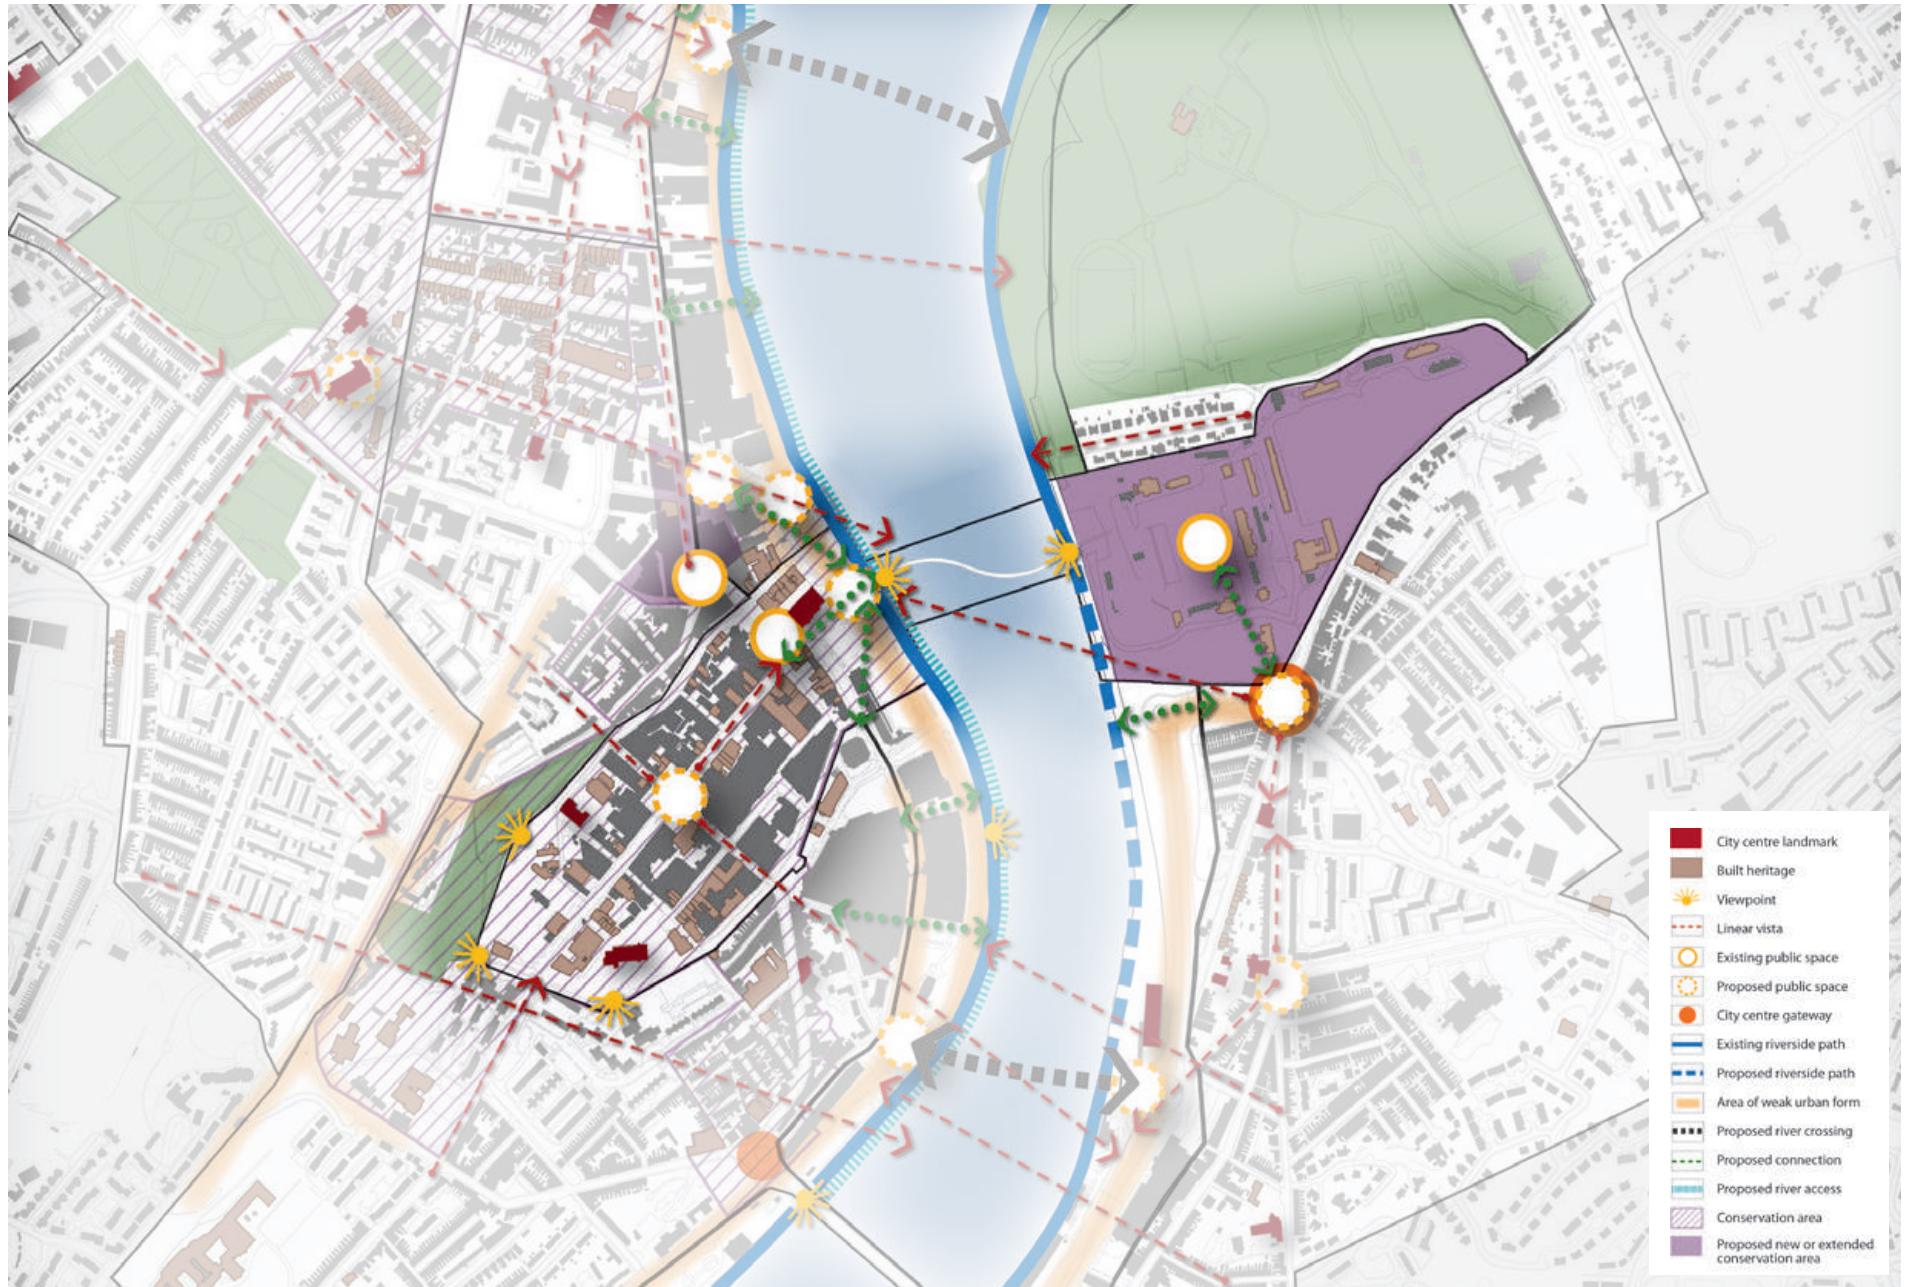 City centre landmark
Built heritage
Viewpoint
Linear vista
Existing public space
Proposed public space
City centre gateway
Existing riverside path
Proposed riverside path
Area of weak urban form
Proposed river crossing
Proposed connection
Proposed river access
Conservation area
Proposed new or extended
conservation area